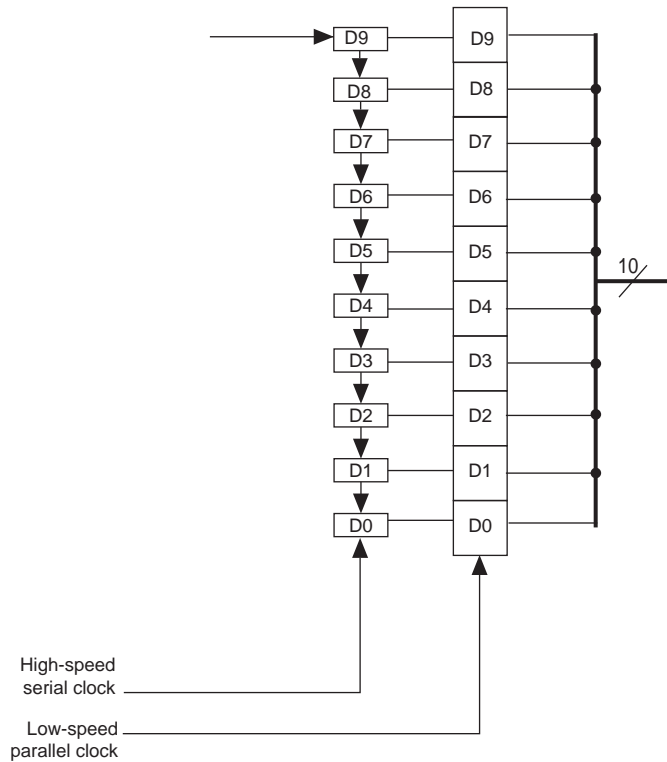 D9 D9
D8 D8
D7 D7
D6 D6
D5 D5
10
D4 D4
D3 D3
D2 D2
D1 D1
D0 D0
High-speed
serial clock
Low-speed
parallel clock